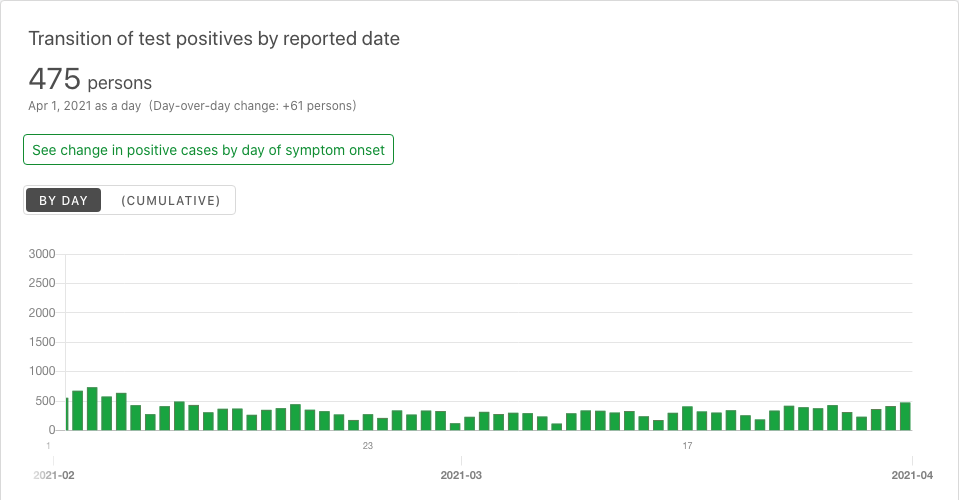 Transition of test positives by reported date
475 persons
Apr 1, 2021 as a day (Day-over-day change: +61 persons)
See change in positive cases by day of symptom onset
BY DAY (CUMULATIVE)
3000
2500
2000
1500
1000
500
0
1 23 17
2021-02 2021-03 2021-04